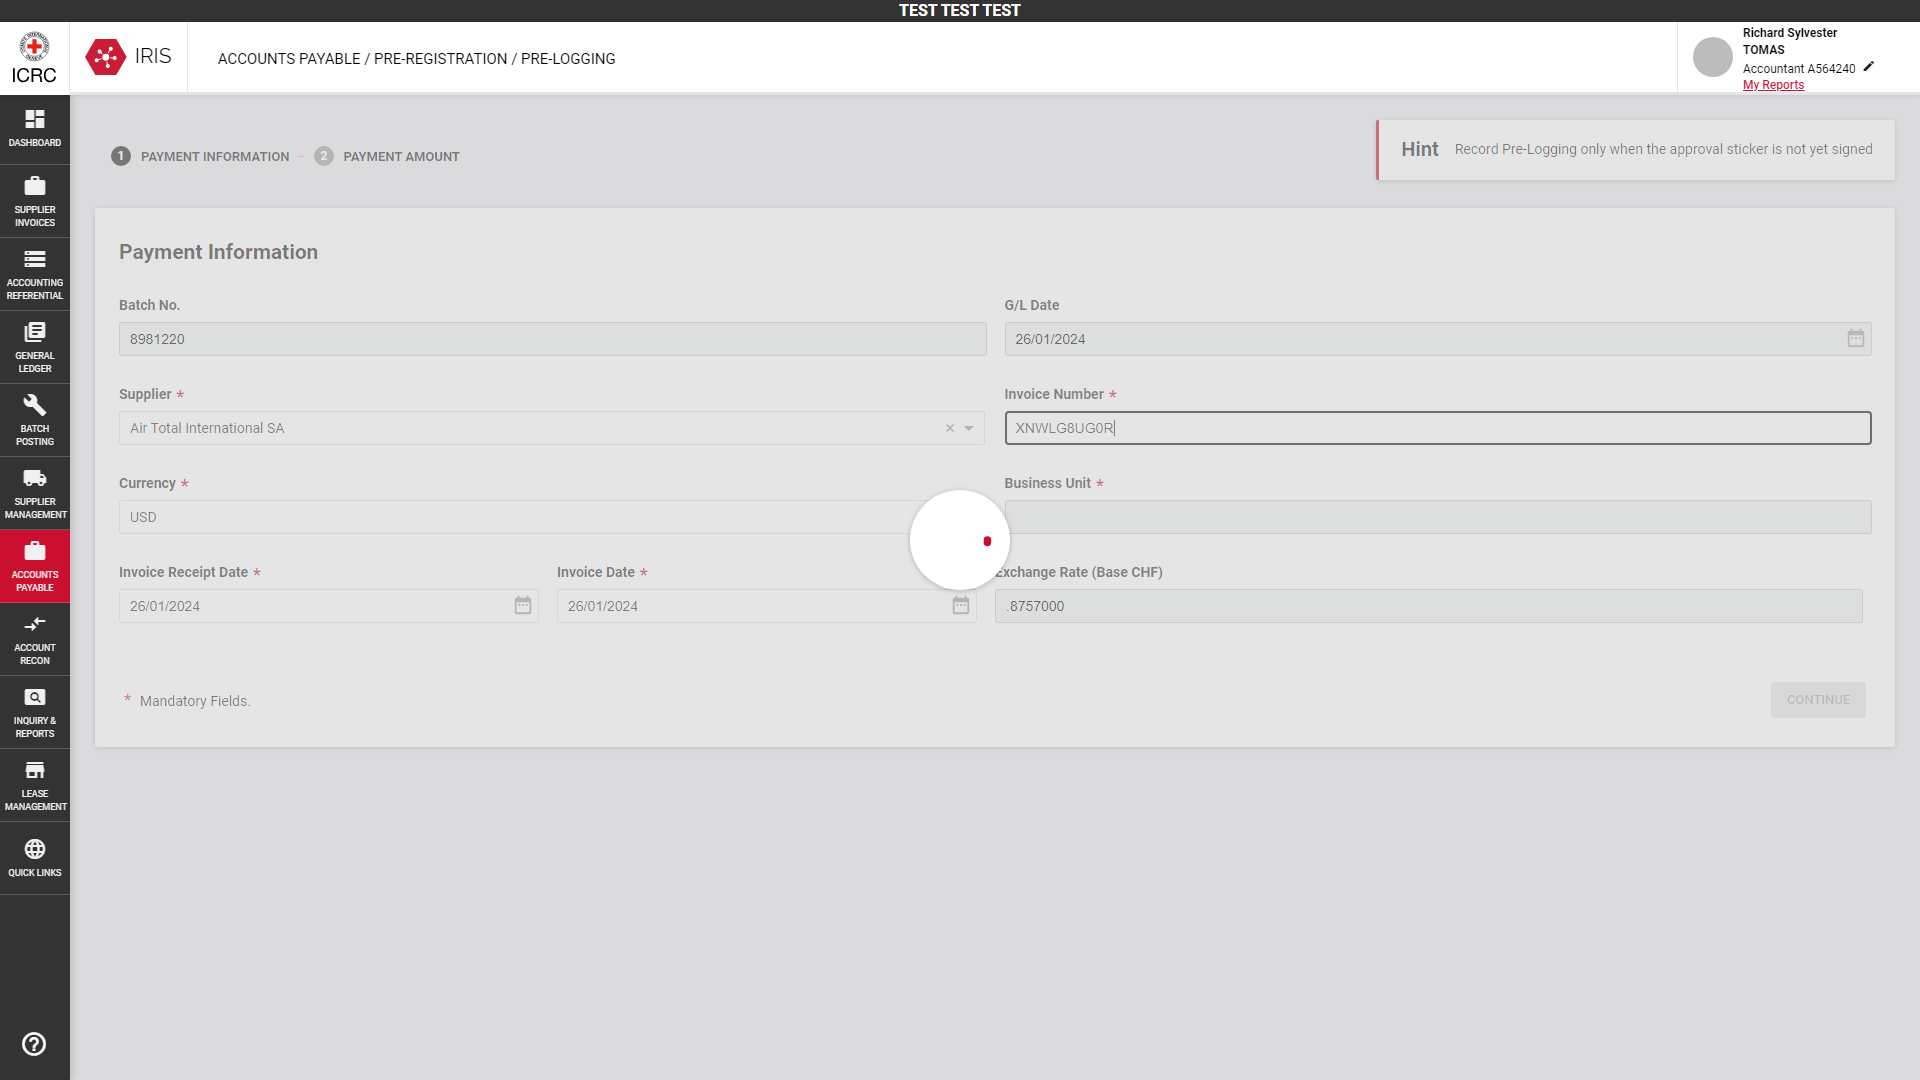 TEST TEST TEST
ICRC
IRIS
ACCOUNTS PAYABLE / PRE-REGISTRATION / PRE-LOGGING
Richard Sylvester
TOMAS
Accountant A564240
My Reports
DASHBOARD
SUPPLIER
INVOICES
ACCOUNTING
REFERENTIAL
GENERAL
LEDGER
BATCH
POSTING
SUPPLIER
MANAGEMENT
ACCOUNTS
PAYABLE
ACCOUNT
RECON
INQUIRY &
REPORTS
LEASE
MANAGEMENT
QUICK LINKS
1 PAYMENT INFORMATION 2 PAYMENT AMOUNT
Hint Record Pre-Logging only when the approval sticker is not yet signed
Payment Information
Batch No.
8981220
G/L Date
26/01/2024
Supplier *
Air Total International SA
Invoice Number *
XNWLG8UG0R
Currency *
USD
Business Unit *
Invoice Receipt Date *
26/01/2024
Invoice Date *
26/01/2024
Exchange Rate (Base CHF)
.8757000
* Mandatory Fields.
CONTINUE